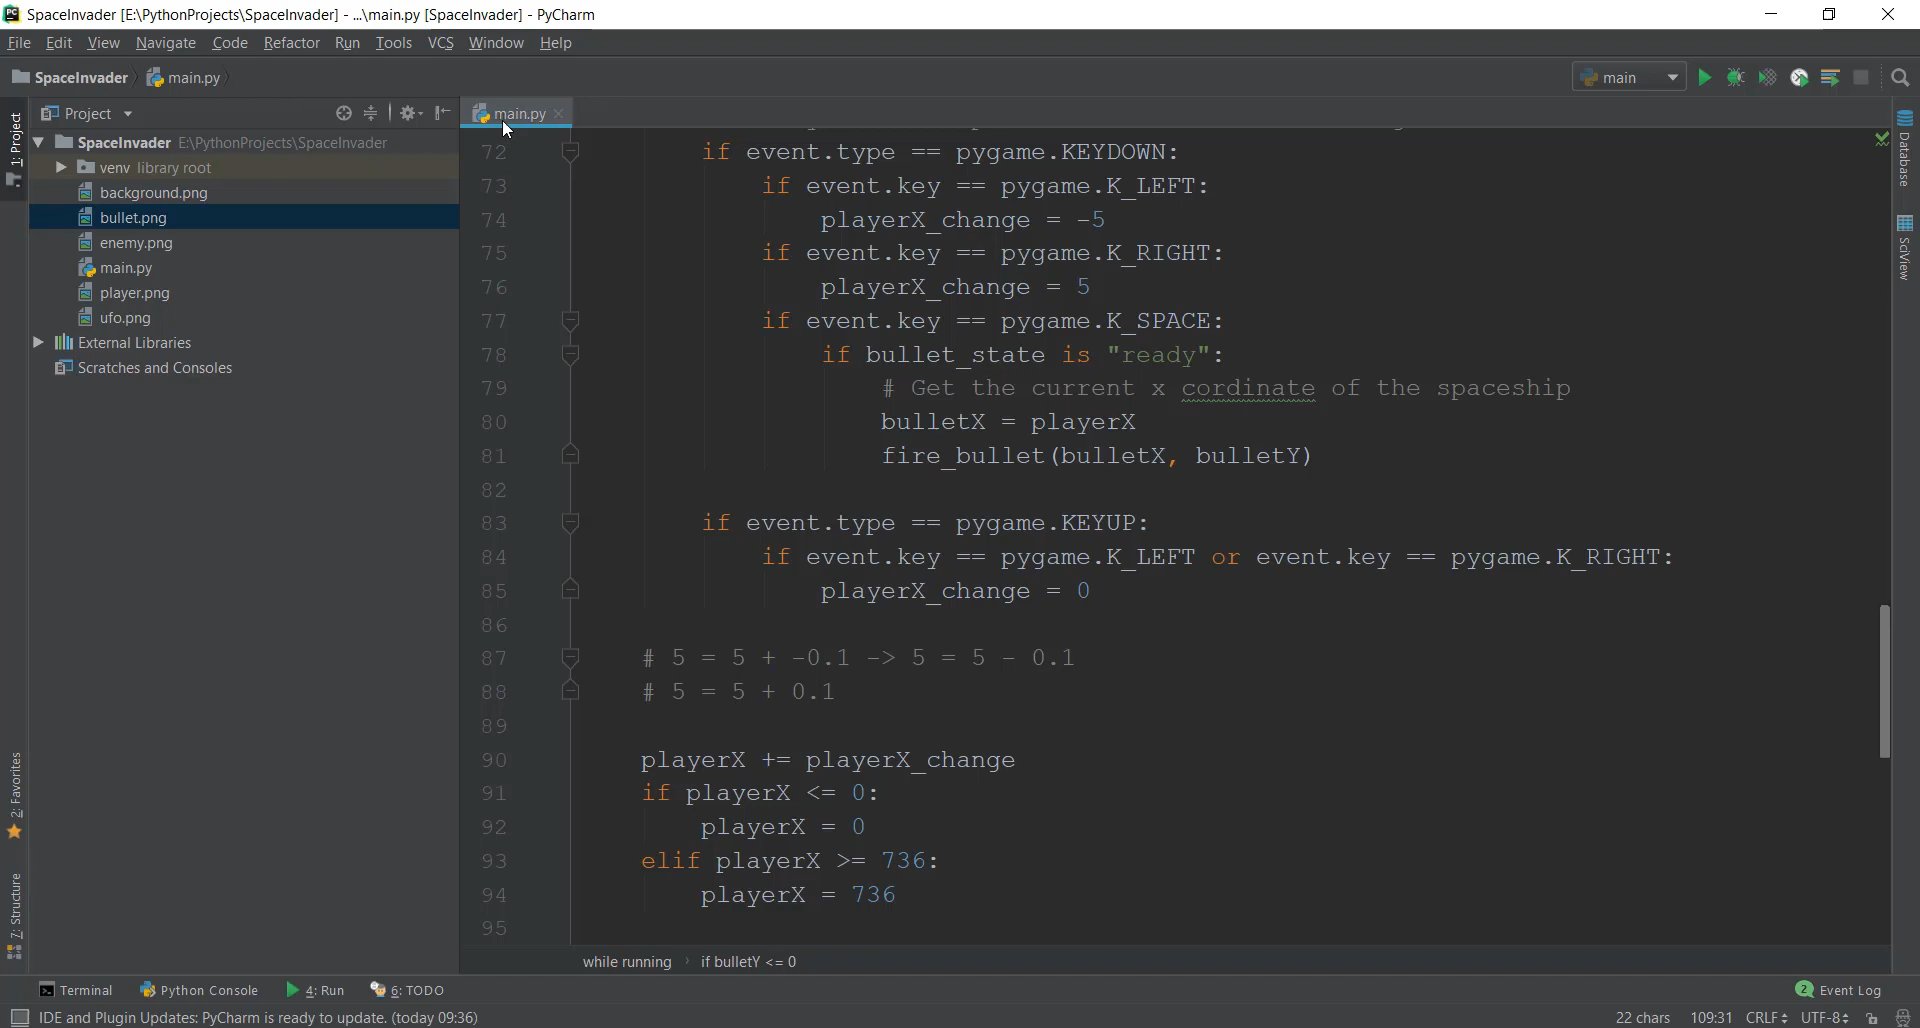 SpaceInvader [E:\PythonProjects\SpaceInvader] - ...\main.py [SpaceInvader] - PyCharm
File Edit View Navigate Code Refactor Run Tools VCS Window Help
SpaceInvader main.py
main
Project
main.py
1: Project
SpaceInvader E:\PythonProjects\SpaceInvader
venv library root
background.png
bullet.png
enemy.png
main.py
player.png
ufo.png
External Libraries
Scratches and Consoles
72 if event.type == pygame.KEYDOWN:
73 if event.key == pygame.K_LEFT:
74 playerX_change = -5
75 if event.key == pygame.K_RIGHT:
76 playerX_change = 5
77 if event.key == pygame.K_SPACE:
78 if bullet_state is "ready":
79 # Get the current x cordinate of the spaceship
80 bulletX = playerX
81 fire_bullet(bulletX, bulletY)
82
83 if event.type == pygame.KEYUP:
84 if event.key == pygame.K_LEFT or event.key == pygame.K_RIGHT:
85 playerX_change = 0
86
87 # 5 = 5 + -0.1 -> 5 = 5 - 0.1
88 # 5 = 5 + 0.1
89
90 playerX += playerX_change
91 if playerX <= 0:
92 playerX = 0
93 elif playerX >= 736:
94 playerX = 736
95
while running › if bulletY <= 0
Database
SciView
2: Favorites
7: Structure
Terminal Python Console 4: Run 6: TODO 2 Event Log
IDE and Plugin Updates: PyCharm is ready to update. (today 09:36) 22 chars 109:31 CRLF UTF-8